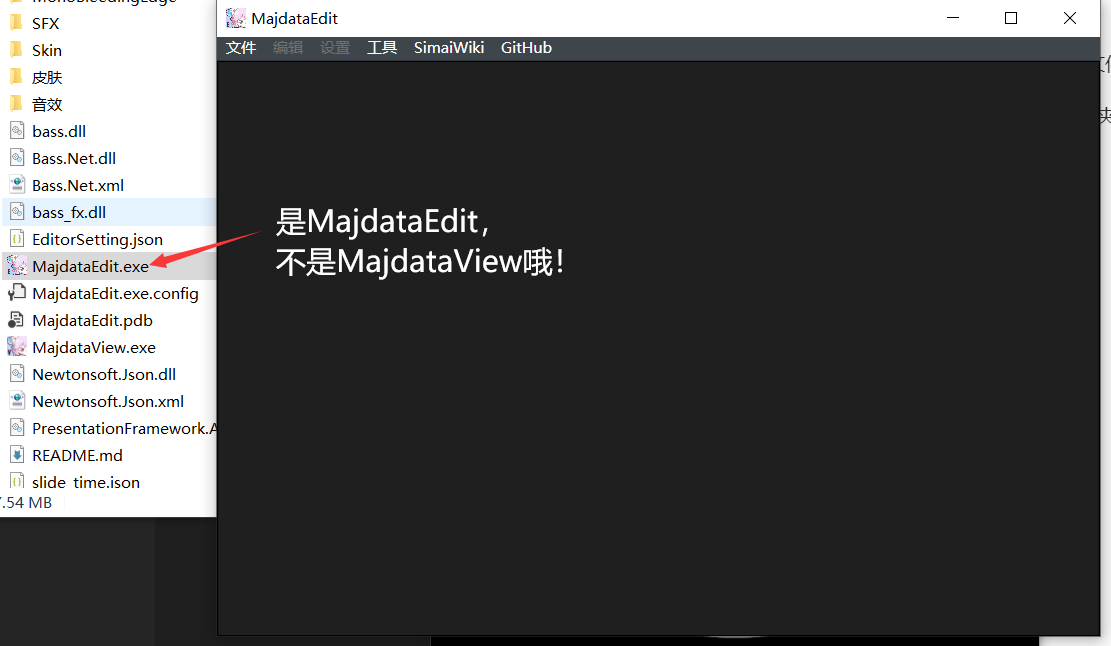 MonoBleedingEdge
SFX
Skin
皮肤
音效
bass.dll
Bass.Net.dll
Bass.Net.xml
bass_fx.dll
EditorSetting.json
MajdataEdit.exe
MajdataEdit.exe.config
MajdataEdit.pdb
MajdataView.exe
Newtonsoft.Json.dll
Newtonsoft.Json.xml
PresentationFramework.A
README.md
slide_time.json
.54 MB
MajdataEdit
文件 编辑 设置 工具 SimaiWiki GitHub
是MajdataEdit，
不是MajdataView哦！